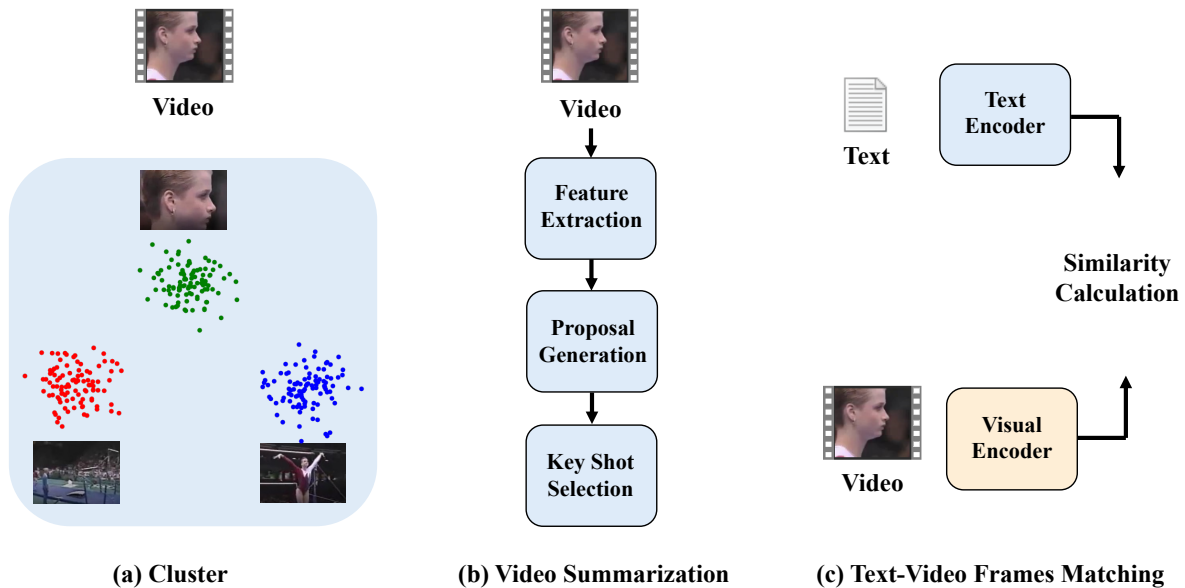 Video
(a) Cluster
Video
Feature
Extraction
Proposal
Generation
Key Shot
Selection
(b) Video Summarization
Text
Text
Encoder
Similarity
Calculation
Video
Visual
Encoder
(c) Text-Video Frames Matching